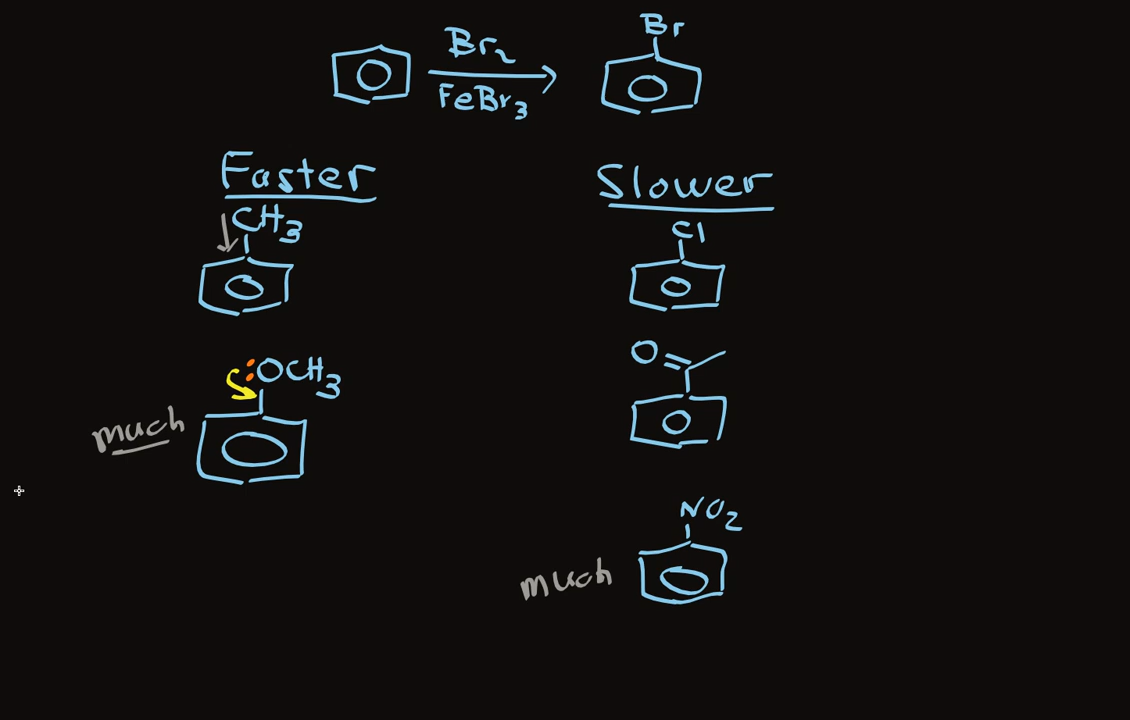 Br
Br₂
FeBr₃
Faster
Slower
CH₃
Cl
O
:OCH₃
much
NO₂
much